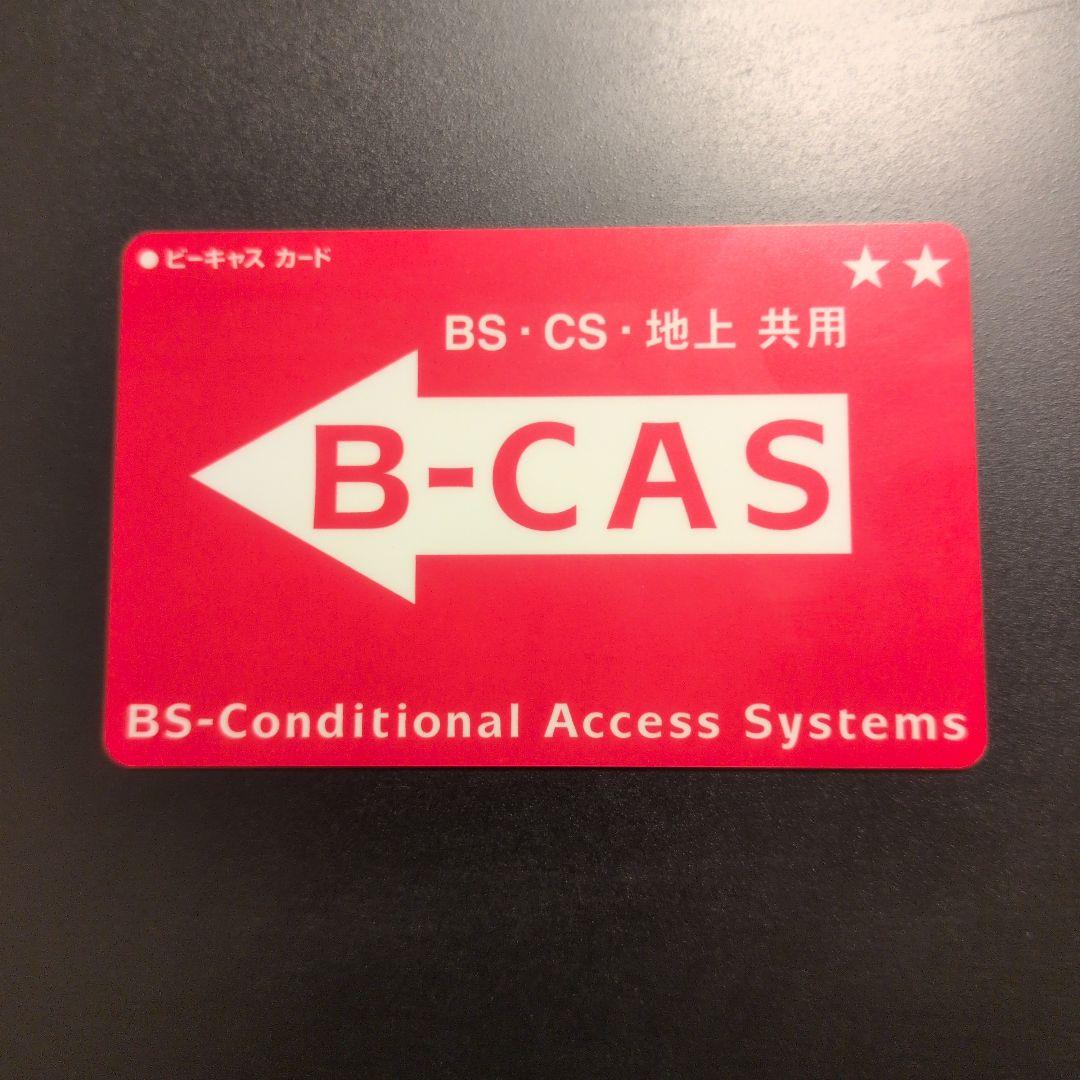 ●ビーキャス カード
★★
BS・CS・地上 共用
B-CAS
BS-Conditional Access Systems